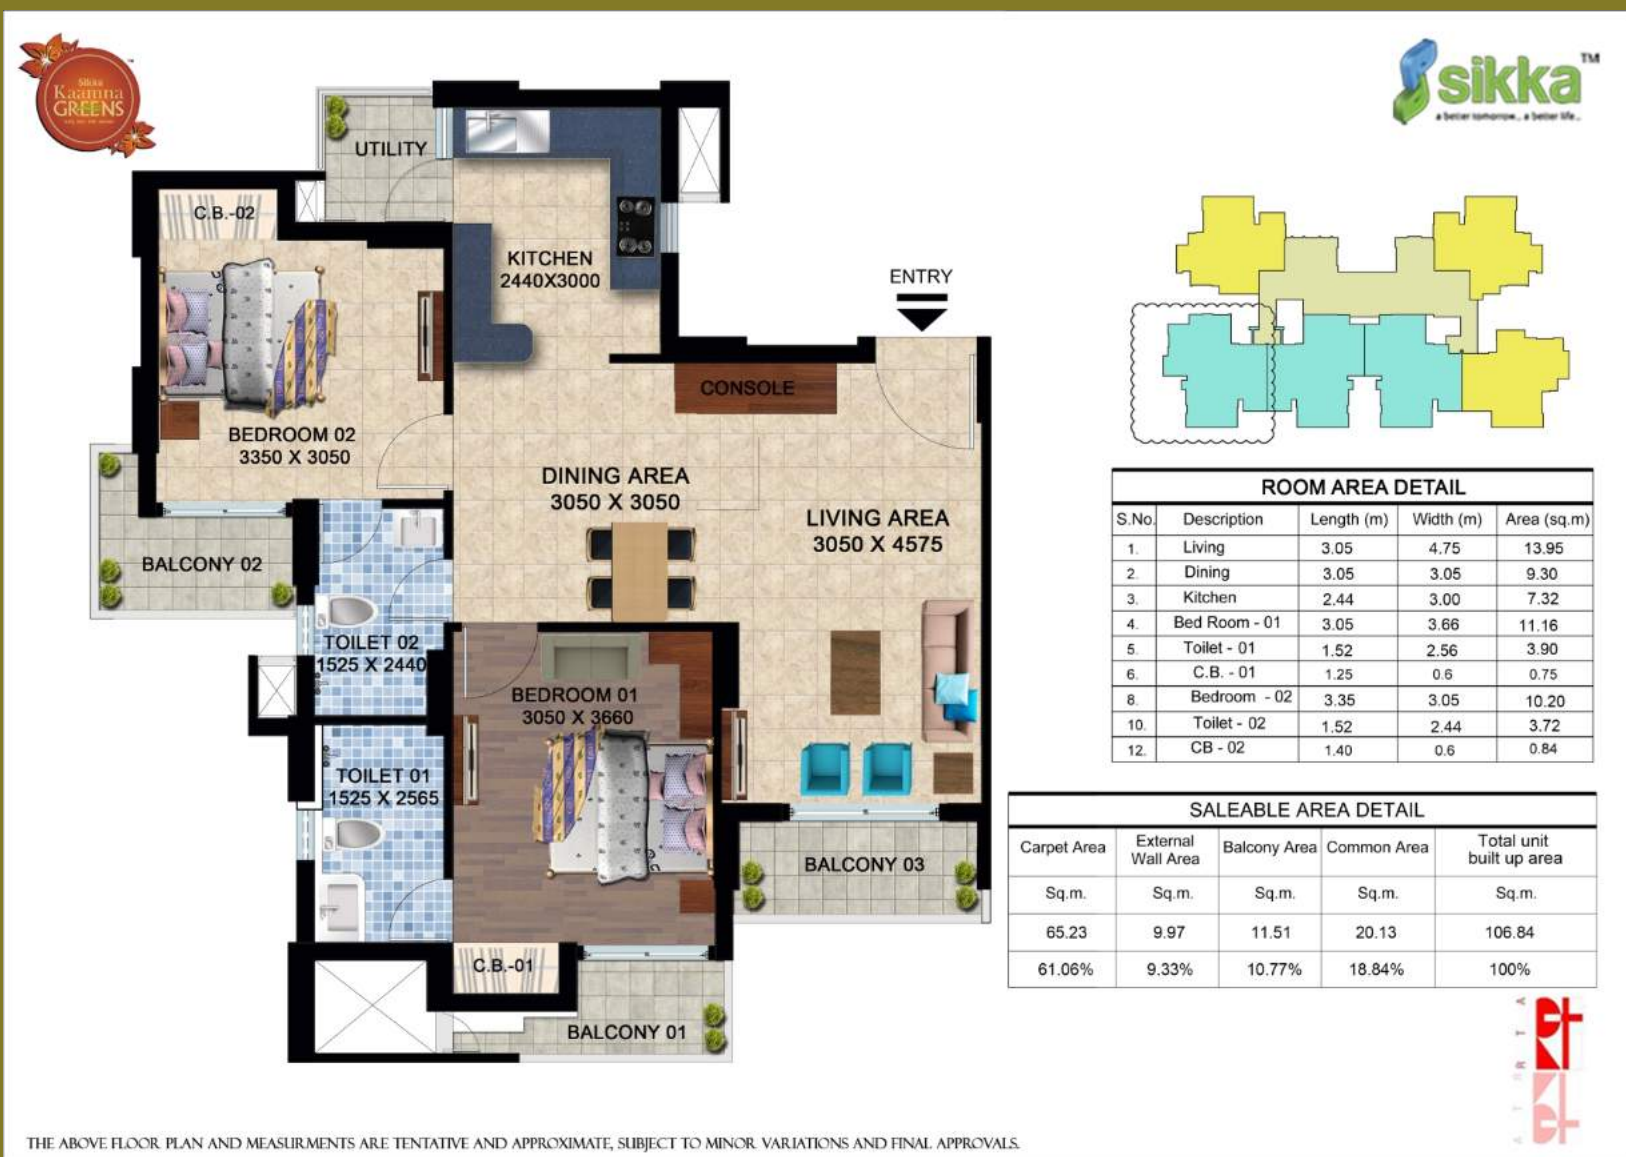 Sikka
Kaamna
GREENS
sikka™
a better tomorrow.. a better life..
UTILITY
C.B.-02
KITCHEN
2440X3000
ENTRY
CONSOLE
BEDROOM 02
3350 X 3050
DINING AREA
3050 X 3050
LIVING AREA
3050 X 4575
BALCONY 02
TOILET 02
1525 X 2440
BEDROOM 01
3050 X 3660
TOILET 01
1525 X 2565
BALCONY 03
C.B.-01
BALCONY 01
ROOM AREA DETAIL
S.No. Description Length (m) Width (m) Area (sq.m)
1. Living 3.05 4.75 13.95
2. Dining 3.05 3.05 9.30
3. Kitchen 2.44 3.00 7.32
4. Bed Room - 01 3.05 3.66 11.16
5. Toilet - 01 1.52 2.56 3.90
6. C.B. - 01 1.25 0.6 0.75
8. Bedroom - 02 3.35 3.05 10.20
10. Toilet - 02 1.52 2.44 3.72
12. CB - 02 1.40 0.6 0.84
SALEABLE AREA DETAIL
Carpet Area External Wall Area Balcony Area Common Area Total unit built up area
Sq.m. Sq.m. Sq.m. Sq.m. Sq.m.
65.23 9.97 11.51 20.13 106.84
61.06% 9.33% 10.77% 18.84% 100%
THE ABOVE FLOOR PLAN AND MEASURMENTS ARE TENTATIVE AND APPROXIMATE, SUBJECT TO MINOR VARIATIONS AND FINAL APPROVALS.